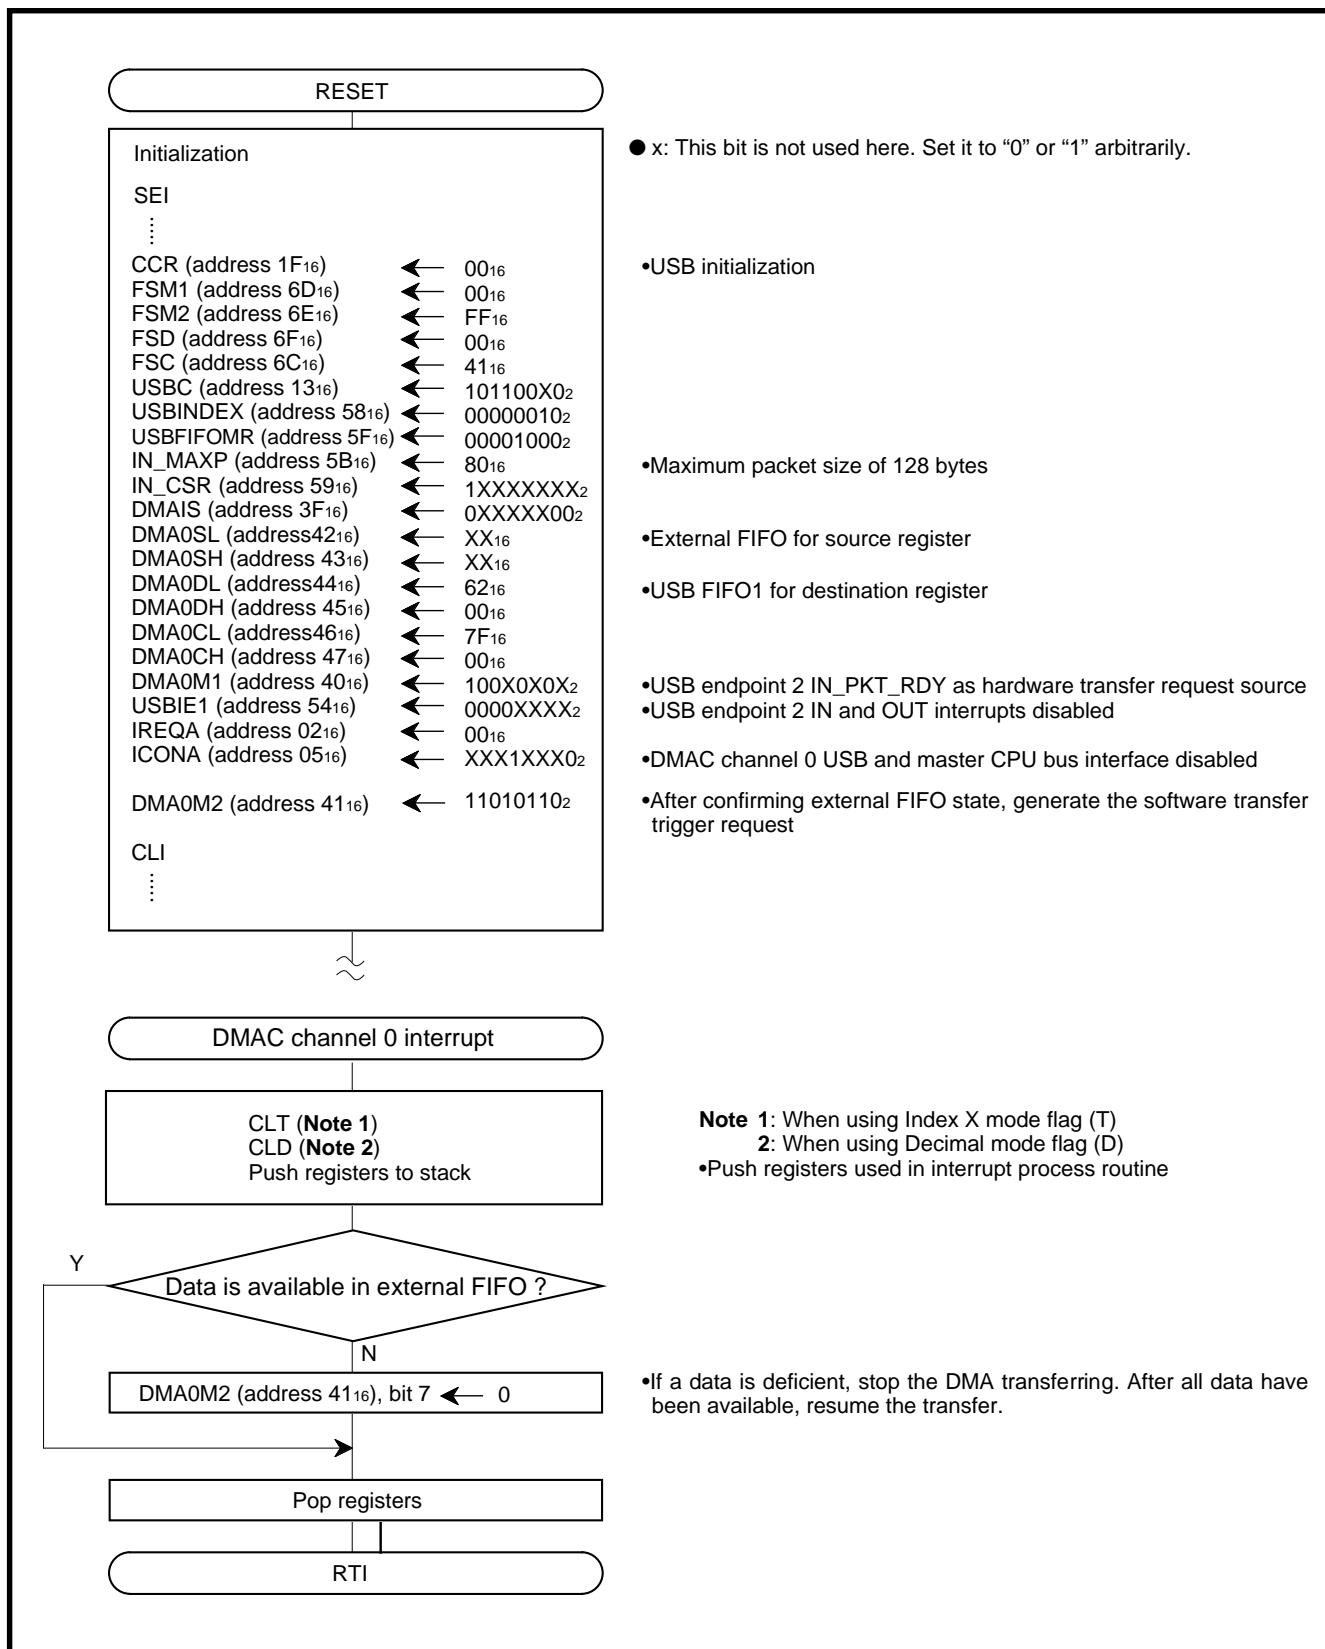 RESET
Initialization
● x: This bit is not used here. Set it to “0” or “1” arbitrarily.
SEI
CCR (address 1F16) 0016 •USB initialization
FSM1 (address 6D16) 0016
FSM2 (address 6E16) FF16
FSD (address 6F16) 0016
FSC (address 6C16) 4116
USBC (address 1316) 101100X02
USBINDEX (address 5816) 000000102
USBFIFOMR (address 5F16) 000010002
IN_MAXP (address 5B16) 8016 •Maximum packet size of 128 bytes
IN_CSR (address 5916) 1XXXXXXX2
DMAIS (address 3F16) 0XXXXX002
DMA0SL (address4216) XX16 •External FIFO for source register
DMA0SH (address 4316) XX16
DMA0DL (address4416) 6216 •USB FIFO1 for destination register
DMA0DH (address 4516) 0016
DMA0CL (address4616) 7F16
DMA0CH (address 4716) 0016
DMA0M1 (address 4016) 100X0X0X2 •USB endpoint 2 IN_PKT_RDY as hardware transfer request source
USBIE1 (address 5416) 0000XXXX2 •USB endpoint 2 IN and OUT interrupts disabled
IREQA (address 0216) 0016
ICONA (address 0516) XXX1XXX02 •DMAC channel 0 USB and master CPU bus interface disabled
DMA0M2 (address 4116) 110101102 •After confirming external FIFO state, generate the software transfer
trigger request
CLI
DMAC channel 0 interrupt
CLT (Note 1)
CLD (Note 2)
Push registers to stack
Note 1: When using Index X mode flag (T)
2: When using Decimal mode flag (D)
•Push registers used in interrupt process routine
Y
Data is available in external FIFO ?
N
DMA0M2 (address 4116), bit 7 0
•If a data is deficient, stop the DMA transferring. After all data have
been available, resume the transfer.
Pop registers
RTI